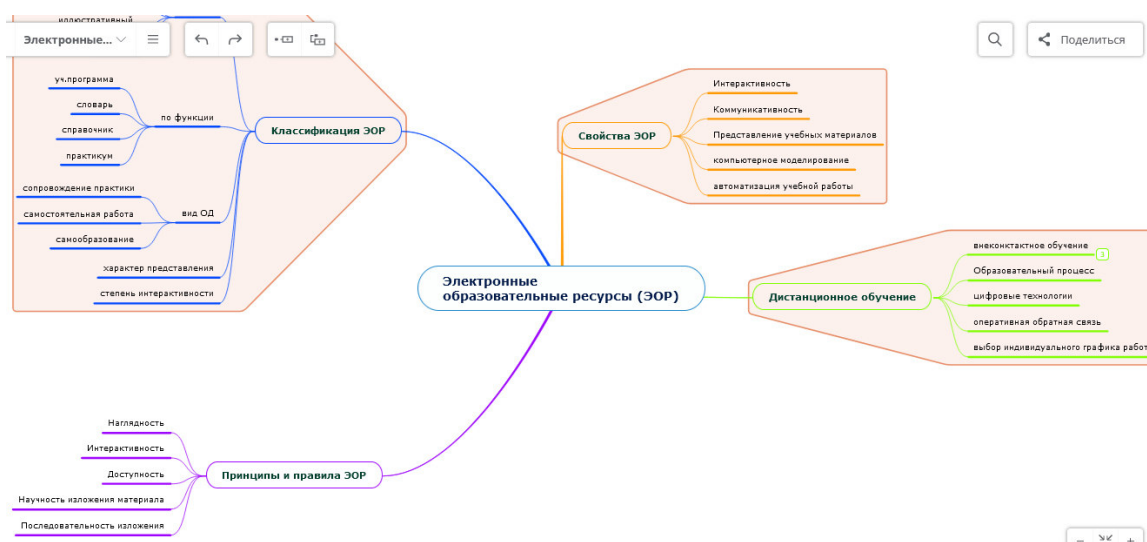 иллюстративный
Электронные...
Поделиться
уч.программа
словарь
справочник
практикум
по функции
Классификация ЭОР
сопровождение практики
самостоятельная работа
самообразование
вид ОД
характер представления
степень интерактивности
Свойства ЭОР
Интерактивность
Коммуникативность
Представление учебных материалов
компьютерное моделирование
автоматизация учебной работы
Электронные
образовательные ресурсы (ЭОР)
Дистанционное обучение
внеконктактное обучение
3
Образовательный процесс
цифровые технологии
оперативная обратная связь
выбор индивидуального графика работ
Наглядность
Интерактивность
Доступность
Научность изложения материала
Последовательность изложения
Принципы и правила ЭОР